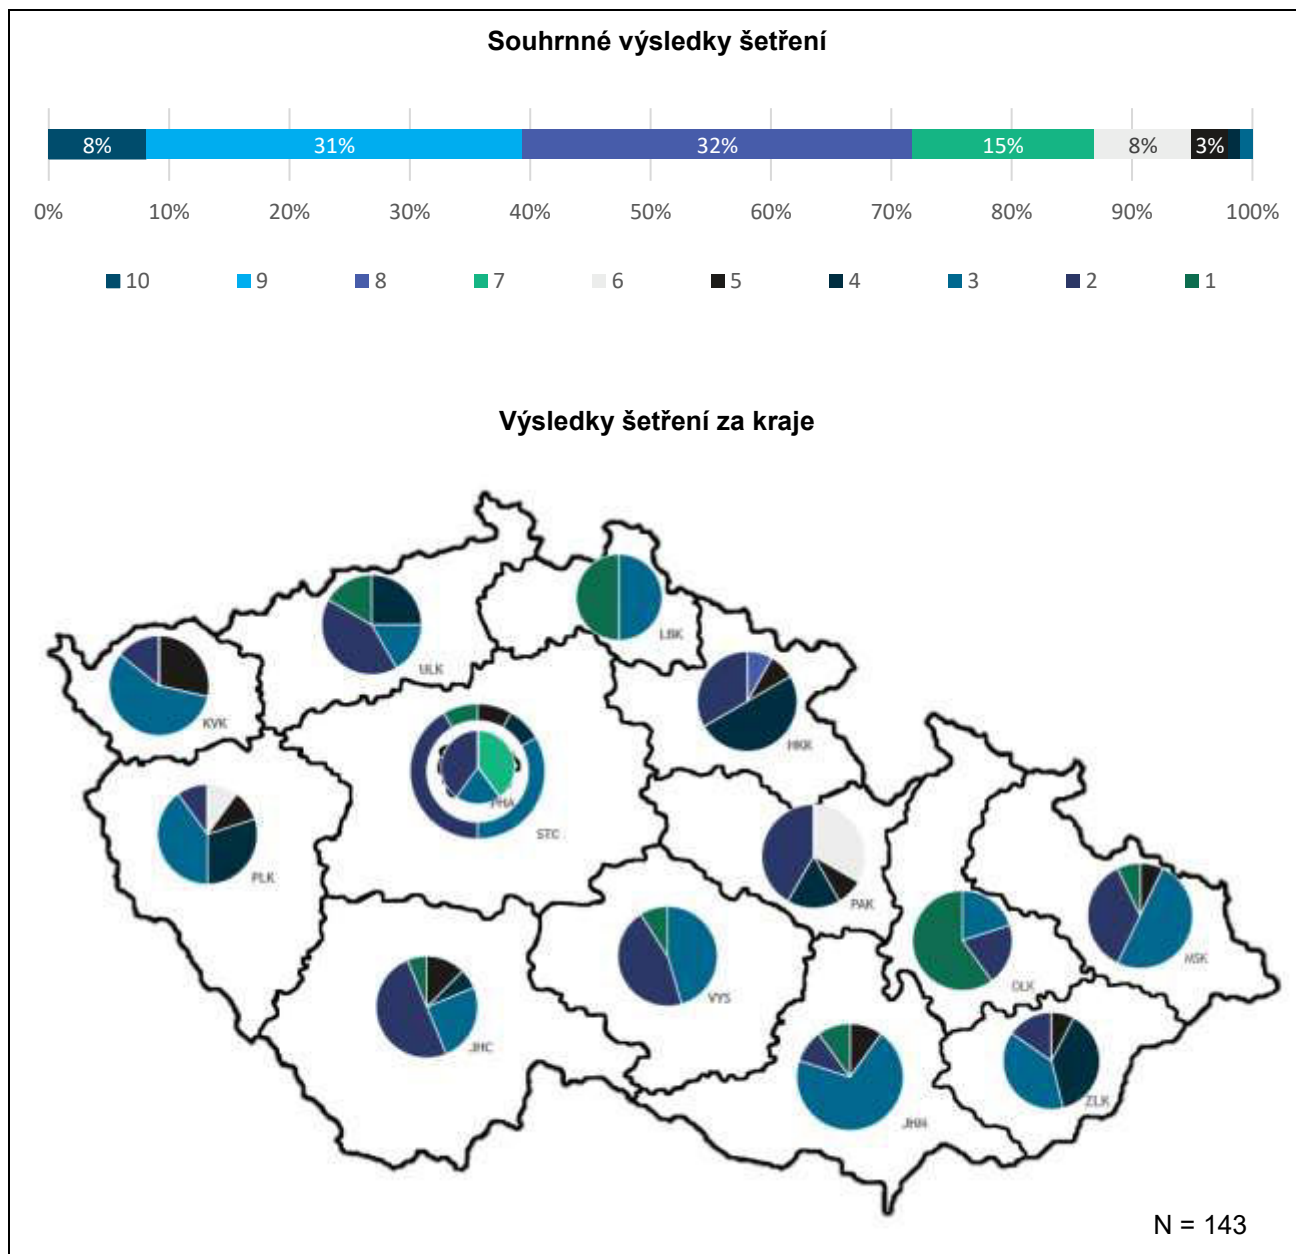 Souhrnné výsledky šetření
8% 31% 32% 15% 8% 3%
0% 10% 20% 30% 40% 50% 60% 70% 80% 90% 100%
10 9 8 7 6 5 4 3 2 1
Výsledky šetření za kraje
LBK
ULK
KVK
HKK
PHA
STC
PLK
PAK
MSK
OLK
VYS
JHC
ZLK
JHM
N = 143